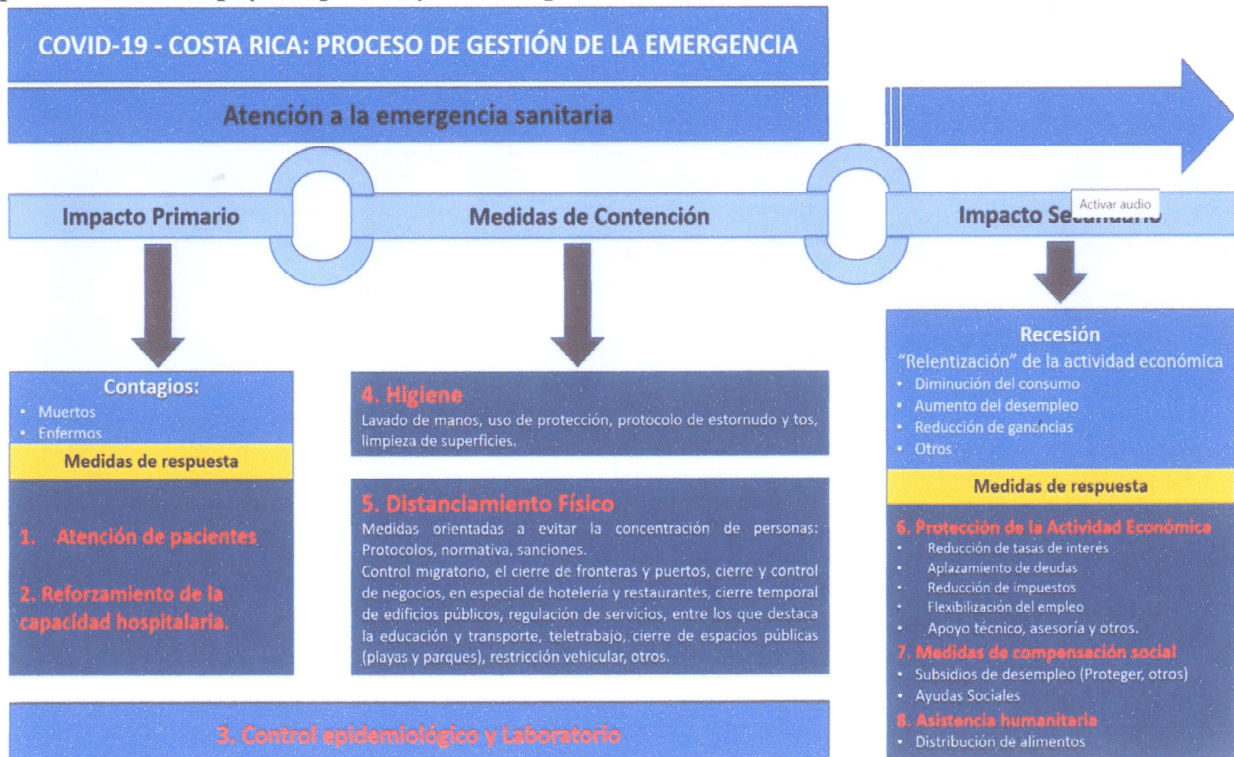 COVID-19 - COSTA RICA: PROCESO DE GESTIÓN DE LA EMERGENCIA
Atención a la emergencia sanitaria
Impacto Primario
Medidas de Contención
Impacto
Activar audio
Contagios:
• Muertos
• Enfermos
Medidas de respuesta
1. Atención de pacientes
2. Reforzamiento de la
capacidad hospitalaria.
4. Higiene
Lavado de manos, uso de protección, protocolo de estornudo y tos,
limpieza de superficies.
5. Distanciamiento Físico
Medidas orientadas a evitar la concentración de personas:
Protocolos, normativa, sanciones.
Control migratorio, el cierre de fronteras y puertos, cierre y control
de negocios, en especial de hotelería y restaurantes, cierre temporal
de edificios públicos, regulación de servicios, entre los que destaca
la educación y transporte, teletrabajo, cierre de espacios públicos
(playas y parques), restricción vehicular, otros.
3. Control epidemiológico y Laboratorio
Recesión
“Relentización” de la actividad económica
• Diminución del consumo
• Aumento del desempleo
• Reducción de ganancias
• Otros
Medidas de respuesta
6. Protección de la Actividad Económica
• Reducción de tasas de interés
• Aplazamiento de deudas
• Reducción de impuestos
• Flexibilización del empleo
• Apoyo técnico, asesoría y otros.
7. Medidas de compensación social
• Subsidios de desempleo (Proteger, otros)
• Ayudas Sociales
8. Asistencia humanitaria
• Distribución de alimentos